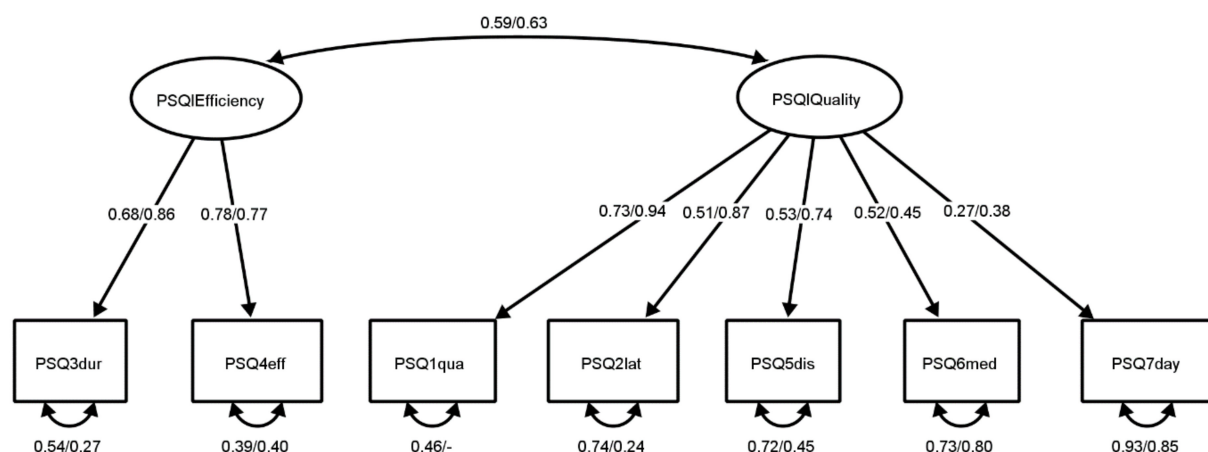 0.59/0.63
PSQIEfficiency
PSQIQuality
0.68/0.86
0.78/0.77
0.73/0.94
0.51/0.87
0.53/0.74
0.52/0.45
0.27/0.38
PSQ3dur
PSQ4eff
PSQ1qua
PSQ2lat
PSQ5dis
PSQ6med
PSQ7day
0.54/0.27
0.39/0.40
0.46/-
0.74/0.24
0.72/0.45
0.73/0.80
0.93/0.85